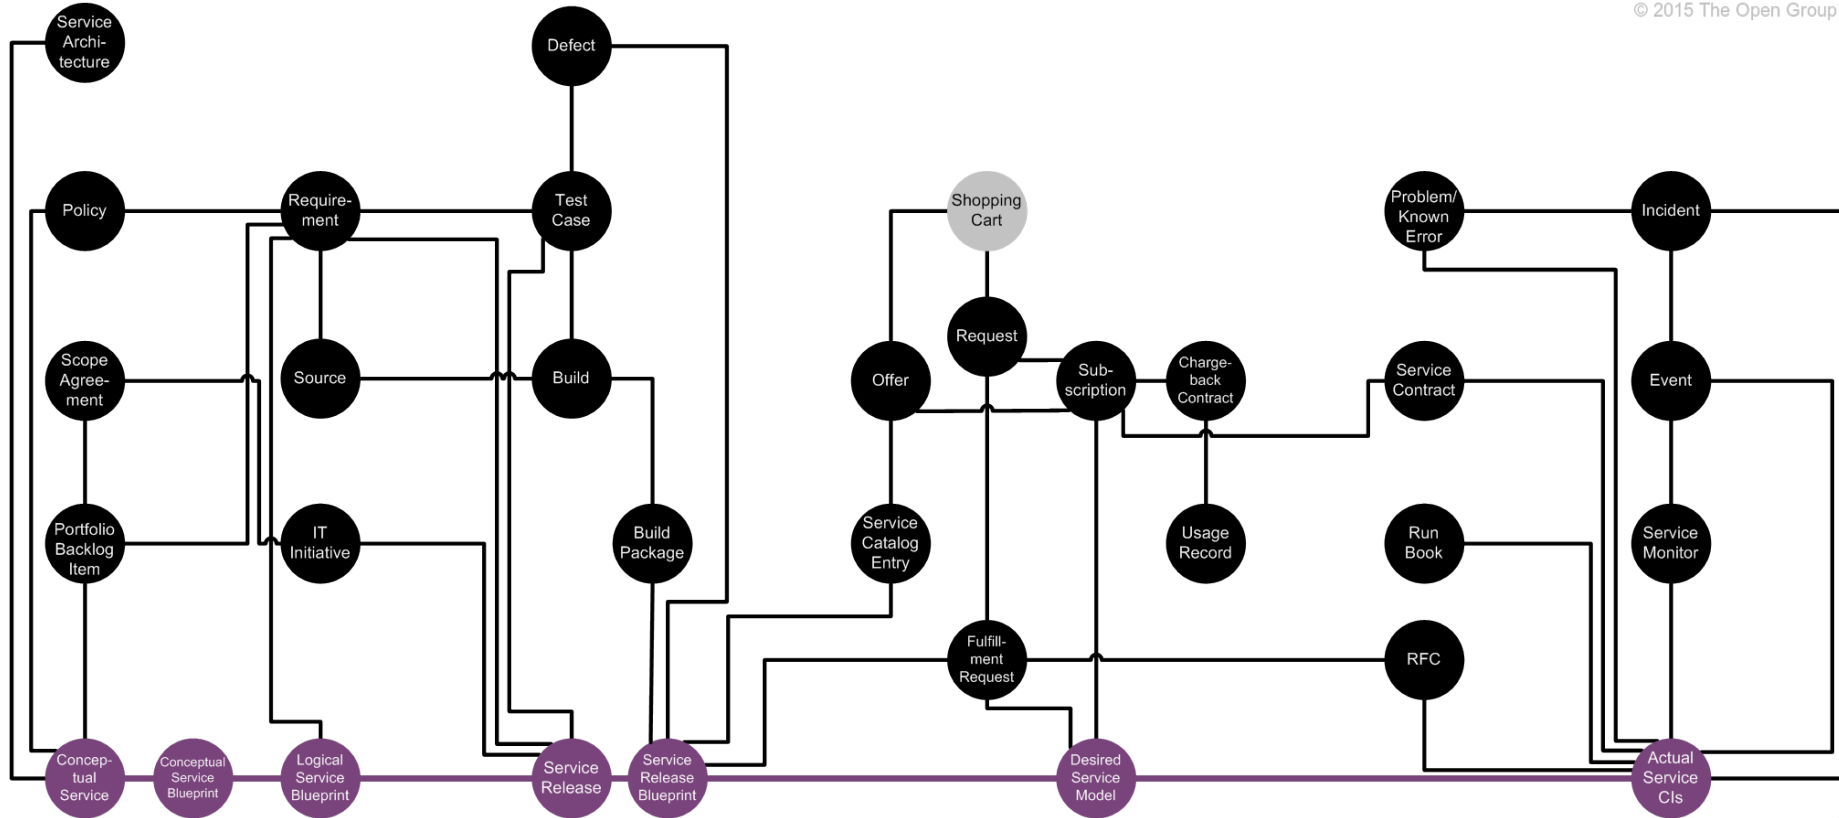 © 2015 The Open Group
Service
Archi-
tecture
Defect
Policy
Require-
ment
Test
Case
Shopping
Cart
Problem/
Known
Error
Incident
Request
Scope
Agree-
ment
Source
Build
Offer
Sub-
scription
Charge-
back
Contract
Service
Contract
Event
Portfolio
Backlog
Item
IT
Initiative
Build
Package
Service
Catalog
Entry
Usage
Record
Run
Book
Service
Monitor
Fulfill-
ment
Request
RFC
Concep-
tual
Service
Conceptual
Service
Blueprint
Logical
Service
Blueprint
Service
Release
Service
Release
Blueprint
Desired
Service
Model
Actual
Service
CIs